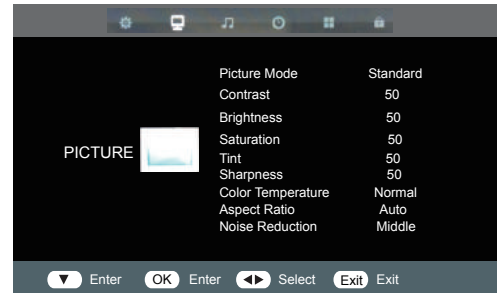 Picture Mode Standard
Contrast 50
Brightness 50
Saturation 50
PICTURE
Tint 50
Sharpness 50
Color Temperature Normal
Aspect Ratio Auto
Noise Reduction Middle
▼ Enter OK Enter ◀▶ Select Exit Exit